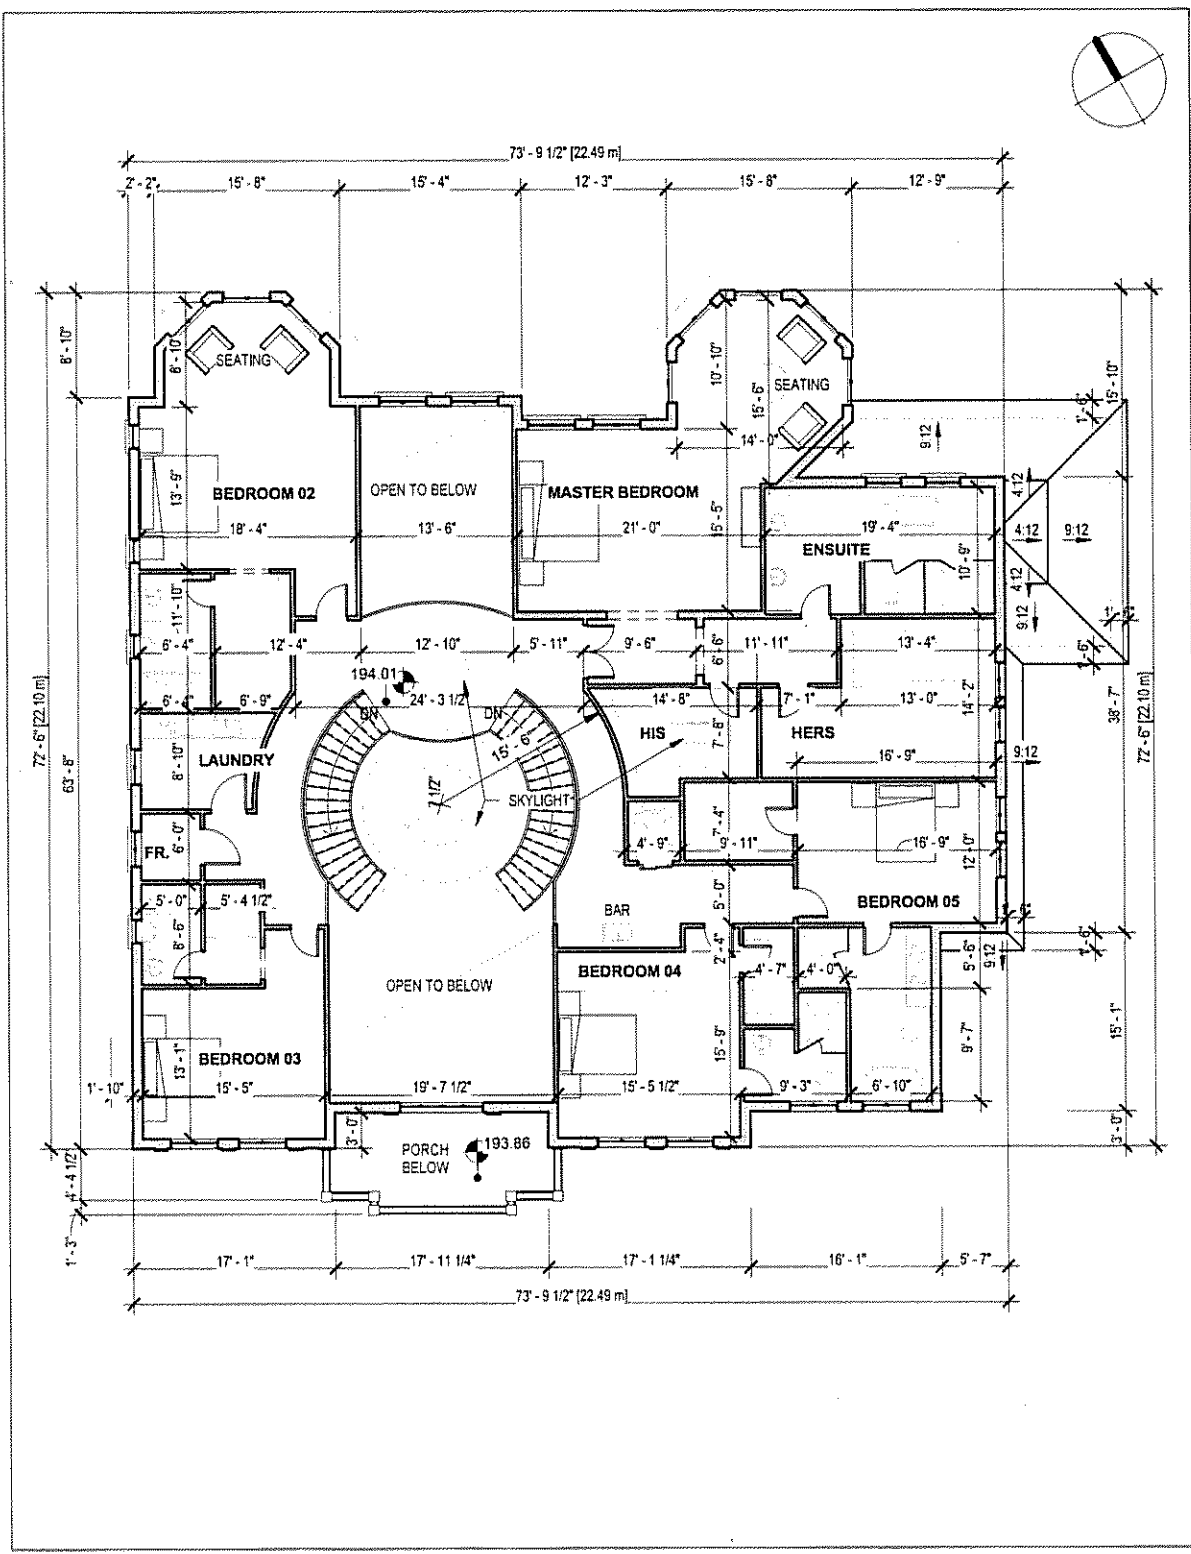 73' - 9 1/2" [22.49 m]
2' - 2" 15' - 8" 15' - 4" 12' - 3" 15' - 8" 12' - 9"
8' - 10"
8' - 10"
SEATING
10' - 10"
15' - 6"
SEATING
15' - 10"
1' - 6"
14' - 0"
9:12
13' - 9"
BEDROOM 02
OPEN TO BELOW
MASTER BEDROOM
15' - 5"
4:12
18' - 4" 13' - 6" 21' - 0" 19' - 4"
4:12 9:12
ENSUITE
10' - 9"
4:12
9:12
11' - 10"
6' - 4" 12' - 4" 12' - 10" 5' - 11" 9' - 6" 6' - 6" 11' - 11" 13' - 4"
1' - 6"
194.01
6' - 4" 6' - 9" 24' - 3 1/2" 14' - 8" 7' - 1" 13' - 0"
14' - 2"
38' - 7"
72' - 6" [22.10 m]
72' - 6" [22.10 m]
63' - 8"
DN DN
15' - 6"
HIS
7' - 8"
HERS
8' - 10"
LAUNDRY
16' - 9"
9:12
7 1/2"
SKYLIGHT
FR.
6' - 0"
4' - 9"
7' - 4"
9' - 11"
16' - 9"
12' - 0"
5' - 0" 5' - 4 1/2"
8' - 6"
BAR
5' - 0"
BEDROOM 05
2' - 4"
1' - 6"
5' - 6"
9:12
BEDROOM 04
4' - 7" 4' - 0"
OPEN TO BELOW
BEDROOM 03
13' - 1"
15' - 9"
9' - 7"
15' - 1"
1' - 10" 15' - 5" 19' - 7 1/2" 15' - 5 1/2" 9' - 3" 6' - 10"
3' - 0"
3' - 0"
PORCH
BELOW
193.86
4' - 4 1/2"
1' - 3"
17' - 1" 17' - 11 1/4" 17' - 1 1/4" 16' - 1" 5' - 7"
73' - 9 1/2" [22.49 m]